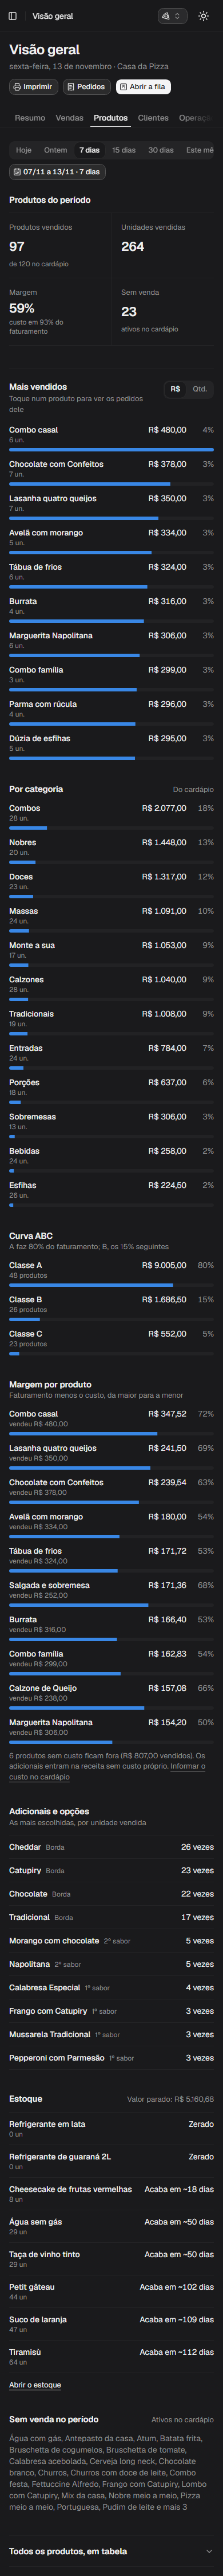 Visão geral
Visão geral
sexta-feira, 13 de novembro · Casa da Pizza
Imprimir
Pedidos
Abrir a fila
Resumo
Vendas
Produtos
Clientes
Operaçã
Hoje
Ontem
7 dias
15 dias
30 dias
Este mê
07/11 a 13/11 · 7 dias
Produtos do período
Produtos vendidos
97
de 120 no cardápio
Unidades vendidas
264
Margem
59%
custo em 93% do
faturamento
Sem venda
23
ativos no cardápio
Mais vendidos
Toque num produto para ver os pedidos
dele
R$
Qtd.
Combo casal R$ 480,00 4%
6 un.
Chocolate com Confeitos R$ 378,00 3%
7 un.
Lasanha quatro queijos R$ 350,00 3%
7 un.
Avelã com morango R$ 334,00 3%
5 un.
Tábua de frios R$ 324,00 3%
6 un.
Burrata R$ 316,00 3%
4 un.
Marguerita Napolitana R$ 306,00 3%
6 un.
Combo família R$ 299,00 3%
3 un.
Parma com rúcula R$ 296,00 3%
4 un.
Dúzia de esfihas R$ 295,00 3%
5 un.
Por categoria
Do cardápio
Combos R$ 2.077,00 18%
28 un.
Nobres R$ 1.448,00 13%
20 un.
Doces R$ 1.317,00 12%
23 un.
Massas R$ 1.091,00 10%
24 un.
Monte a sua R$ 1.053,00 9%
17 un.
Calzones R$ 1.040,00 9%
28 un.
Tradicionais R$ 1.008,00 9%
19 un.
Entradas R$ 784,00 7%
24 un.
Porções R$ 637,00 6%
18 un.
Sobremesas R$ 306,00 3%
13 un.
Bebidas R$ 258,00 2%
24 un.
Esfihas R$ 224,50 2%
26 un.
Curva ABC
A faz 80% do faturamento; B, os 15% seguintes
Classe A R$ 9.005,00 80%
48 produtos
Classe B R$ 1.686,50 15%
26 produtos
Classe C R$ 552,00 5%
23 produtos
Margem por produto
Faturamento menos o custo, da maior para a menor
Combo casal R$ 347,52 72%
vendeu R$ 480,00
Lasanha quatro queijos R$ 241,50 69%
vendeu R$ 350,00
Chocolate com Confeitos R$ 239,54 63%
vendeu R$ 378,00
Avelã com morango R$ 180,00 54%
vendeu R$ 334,00
Tábua de frios R$ 171,72 53%
vendeu R$ 324,00
Salgada e sobremesa R$ 171,36 68%
vendeu R$ 252,00
Burrata R$ 166,40 53%
vendeu R$ 316,00
Combo família R$ 162,83 54%
vendeu R$ 299,00
Calzone de Queijo R$ 157,08 66%
vendeu R$ 238,00
Marguerita Napolitana R$ 154,20 50%
vendeu R$ 306,00
6 produtos sem custo ficam fora (R$ 807,00 vendidos). Os
adicionais entram na receita sem custo próprio. Informar o
custo no cardápio
Adicionais e opções
As mais escolhidas, por unidade vendida
Cheddar Borda 26 vezes
Catupiry Borda 23 vezes
Chocolate Borda 22 vezes
Tradicional Borda 17 vezes
Morango com chocolate 2º sabor 5 vezes
Napolitana 2º sabor 5 vezes
Calabresa Especial 1º sabor 4 vezes
Frango com Catupiry 1º sabor 3 vezes
Mussarela Tradicional 1º sabor 3 vezes
Pepperoni com Parmesão 1º sabor 3 vezes
Estoque
Valor parado: R$ 5.160,68
Refrigerante em lata Zerado
0 un
Refrigerante de guaraná 2L Zerado
0 un
Cheesecake de frutas vermelhas Acaba em ~18 dias
8 un
Água sem gás Acaba em ~50 dias
29 un
Taça de vinho tinto Acaba em ~50 dias
29 un
Petit gâteau Acaba em ~102 dias
44 un
Suco de laranja Acaba em ~109 dias
47 un
Tiramisù Acaba em ~112 dias
64 un
Abrir o estoque
Sem venda no período
Ativos no cardápio
Água com gás, Antepasto da casa, Atum, Batata frita,
Bruschetta de cogumelos, Bruschetta de tomate,
Calabresa acebolada, Cerveja long neck, Chocolate
branco, Churros, Churros com doce de leite, Combo
festa, Fettuccine Alfredo, Frango com Catupiry, Lombo
com Catupiry, Mix da casa, Nobre meio a meio, Pizza
meio a meio, Portuguesa, Pudim de leite e mais 3
Todos os produtos, em tabela